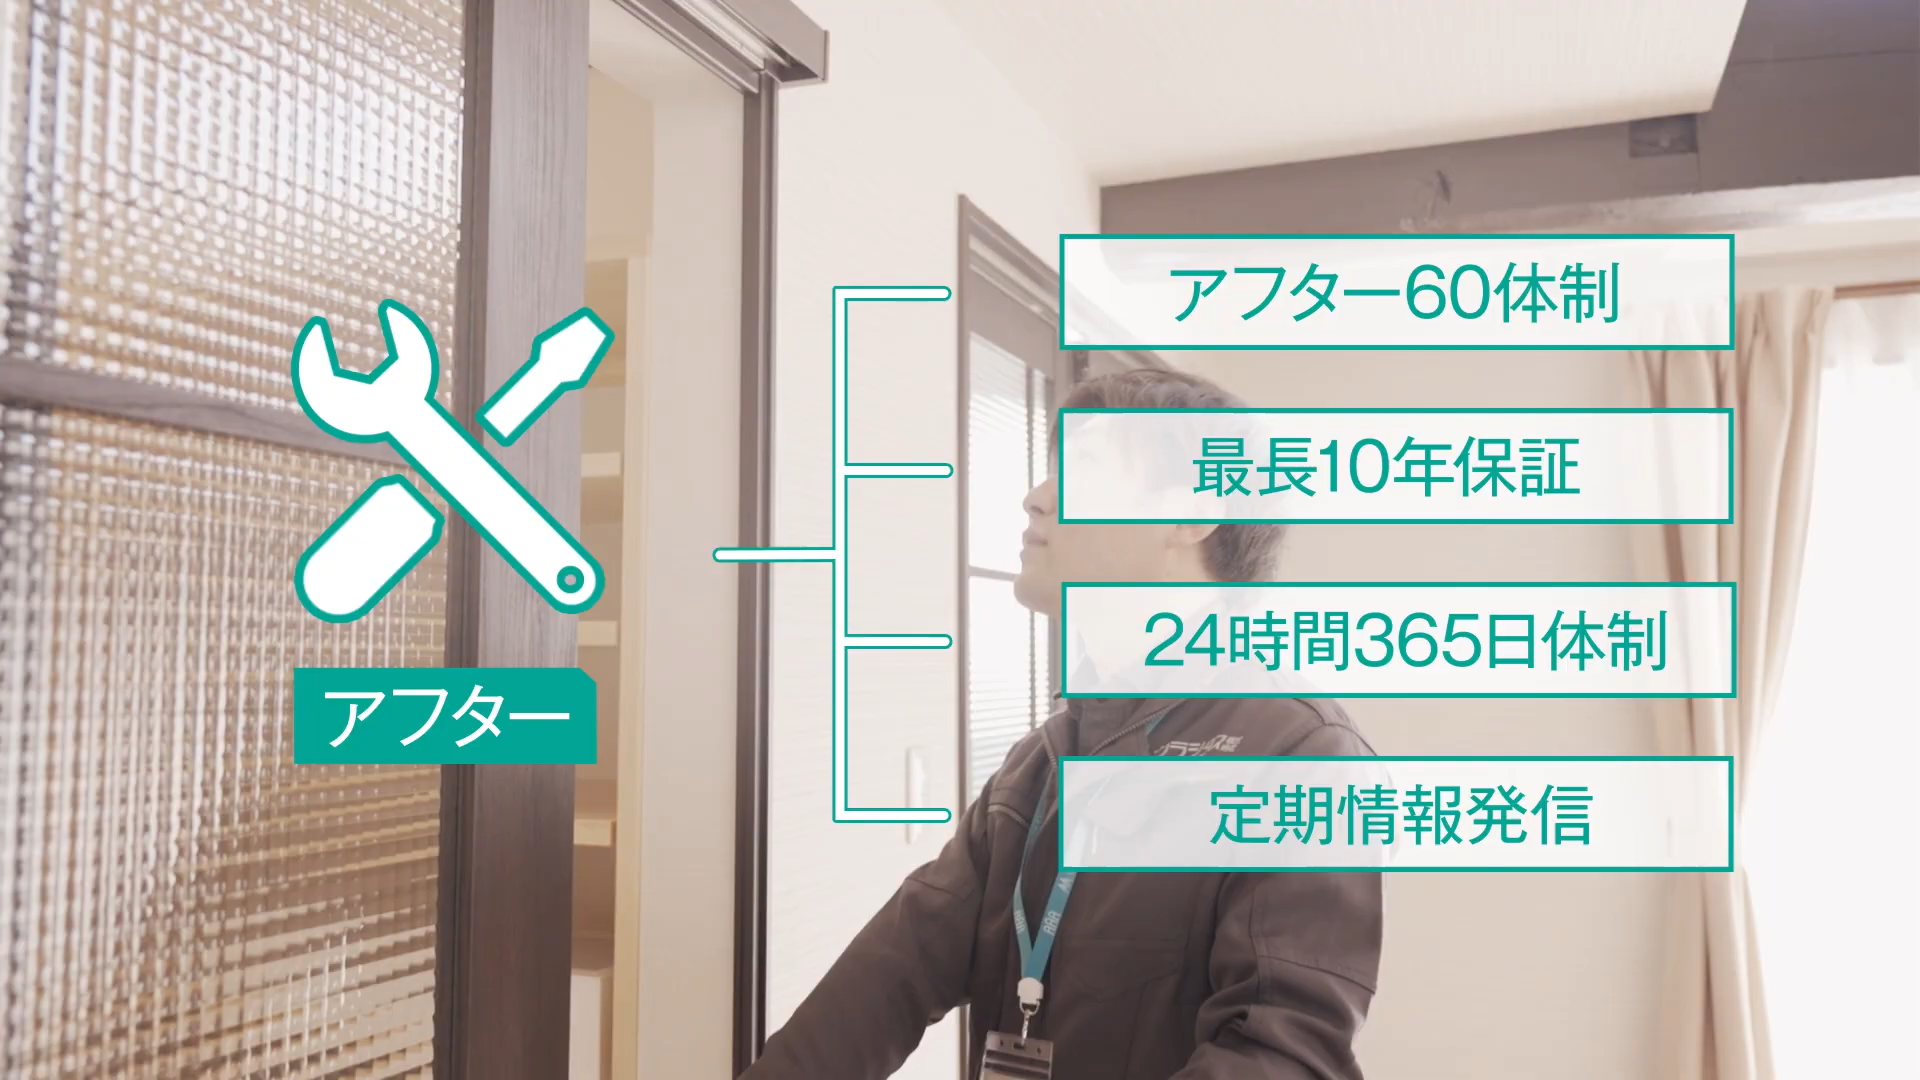 アフター
アフター60体制
最長10年保証
24時間365日体制
定期情報発信